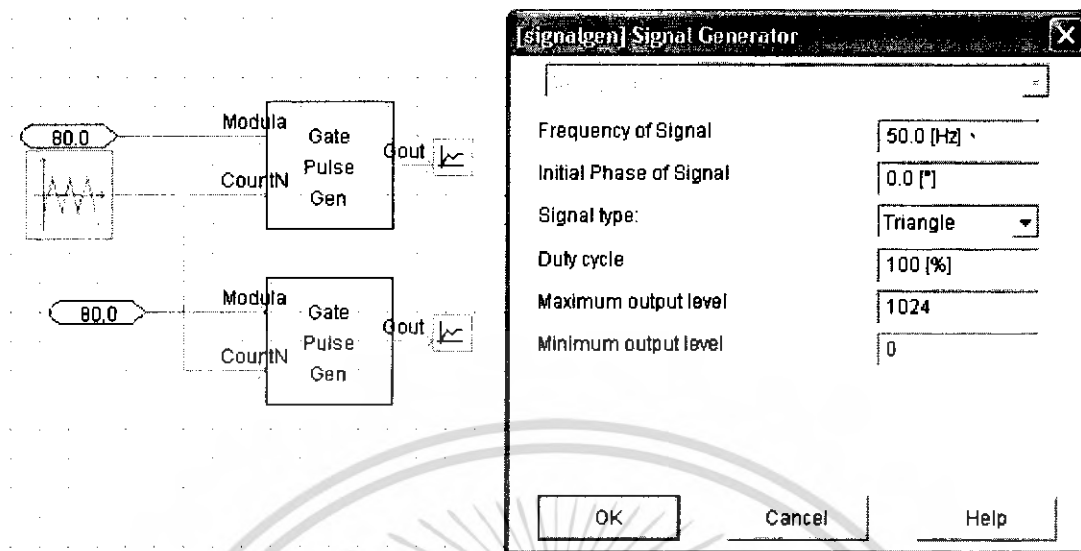 Modula
80.0
Gate
Pulse
Gen
Gout
CountN
Modula
80.0
Gate
Pulse
Gen
Gout
CountN
[signalgen] Signal Generator
Frequency of Signal
50.0 [Hz]
Initial Phase of Signal
0.0 [°]
Signal type:
Triangle
Duty cycle
100 [%]
Maximum output level
1024
Minimum output level
0
OK
Cancel
Help